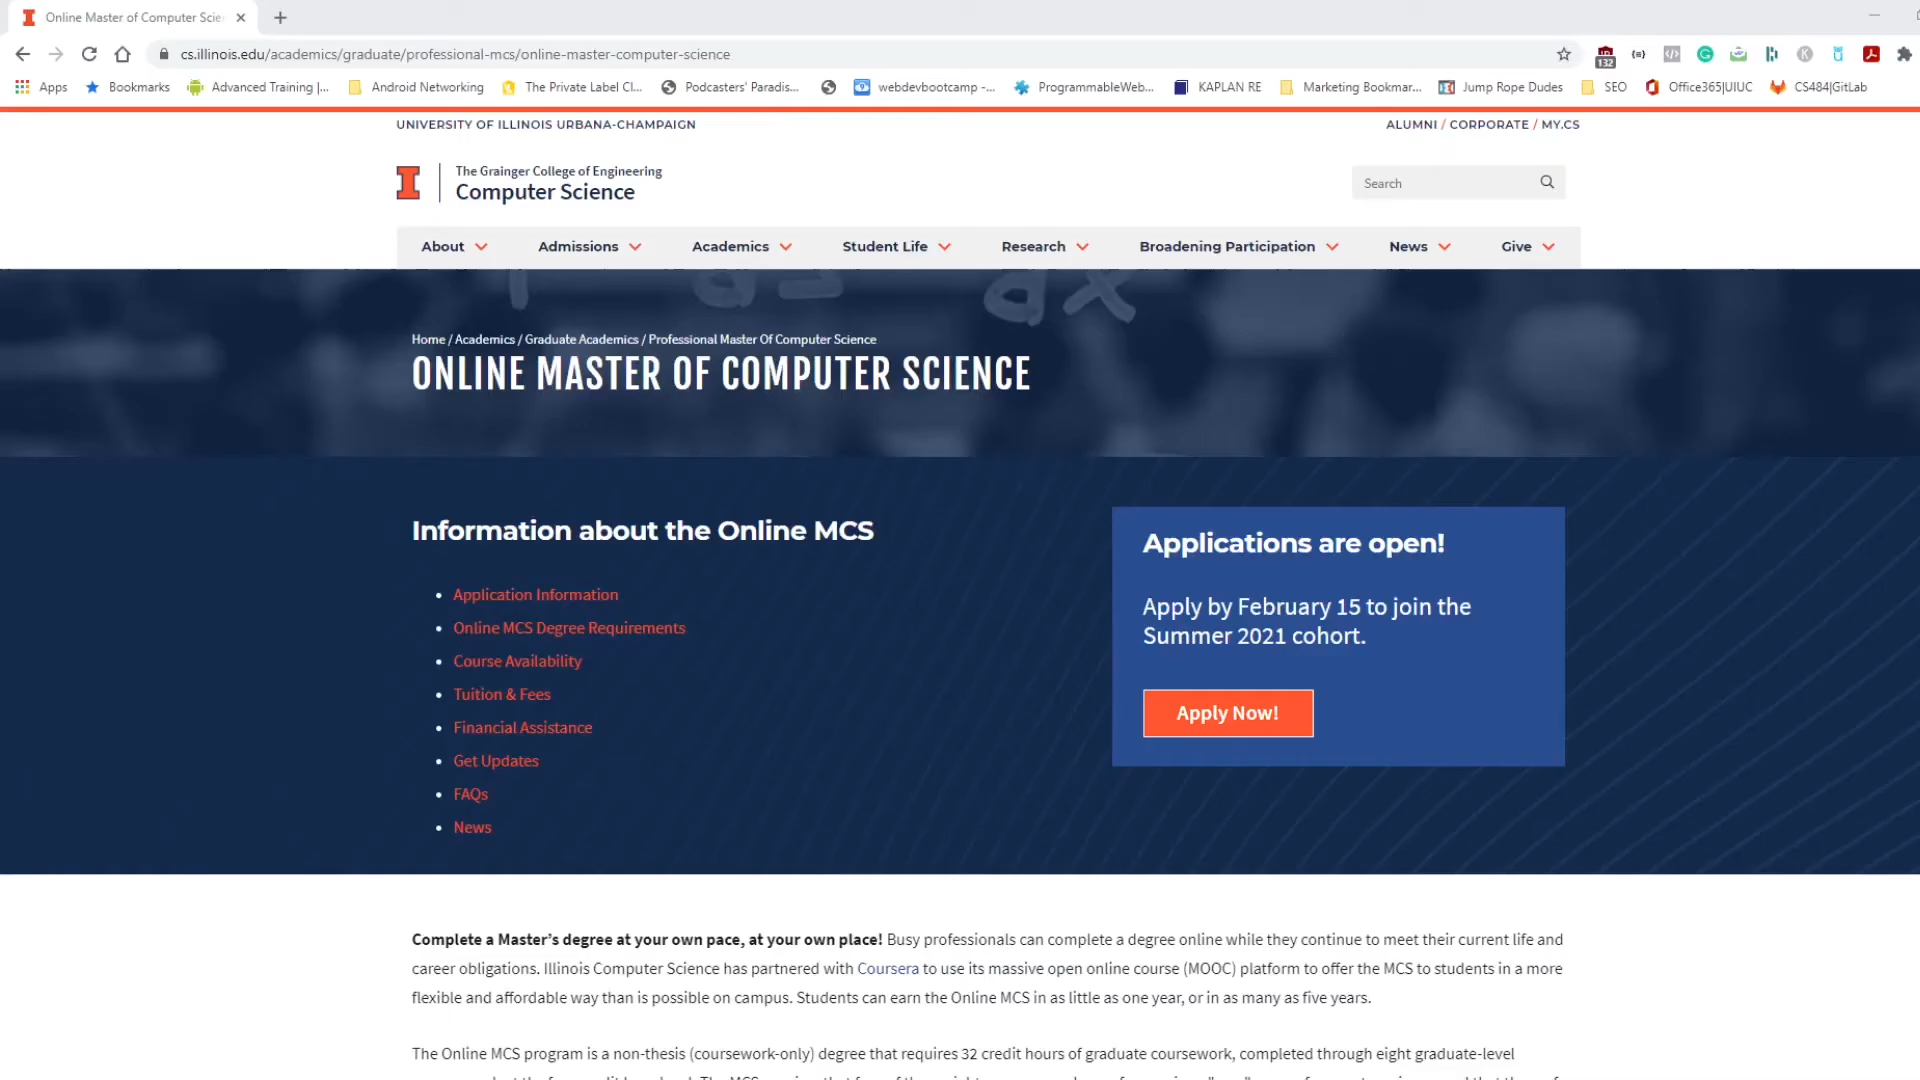 Online Master of Computer Scie
cs.illinois.edu/academics/graduate/professional-mcs/online-master-computer-science
132
Apps Bookmarks Advanced Training |... Android Networking The Private Label Cl... Podcasters' Paradis... webdevbootcamp -... ProgrammableWeb... KAPLAN RE Marketing Bookmar... Jump Rope Dudes SEO Office365|UIUC CS484|GitLab
UNIVERSITY OF ILLINOIS URBANA-CHAMPAIGN
ALUMNI / CORPORATE / MY.CS
The Grainger College of Engineering
Computer Science
Search
About Admissions Academics Student Life Research Broadening Participation News Give
Home / Academics / Graduate Academics / Professional Master Of Computer Science
ONLINE MASTER OF COMPUTER SCIENCE
Information about the Online MCS
Application Information
Online MCS Degree Requirements
Course Availability
Tuition & Fees
Financial Assistance
Get Updates
FAQs
News
Applications are open!
Apply by February 15 to join the
Summer 2021 cohort.
Apply Now!
Complete a Master’s degree at your own pace, at your own place! Busy professionals can complete a degree online while they continue to meet their current life and
career obligations. Illinois Computer Science has partnered with Coursera to use its massive open online course (MOOC) platform to offer the MCS to students in a more
flexible and affordable way than is possible on campus. Students can earn the Online MCS in as little as one year, or in as many as five years.
The Online MCS program is a non-thesis (coursework-only) degree that requires 32 credit hours of graduate coursework, completed through eight graduate-level